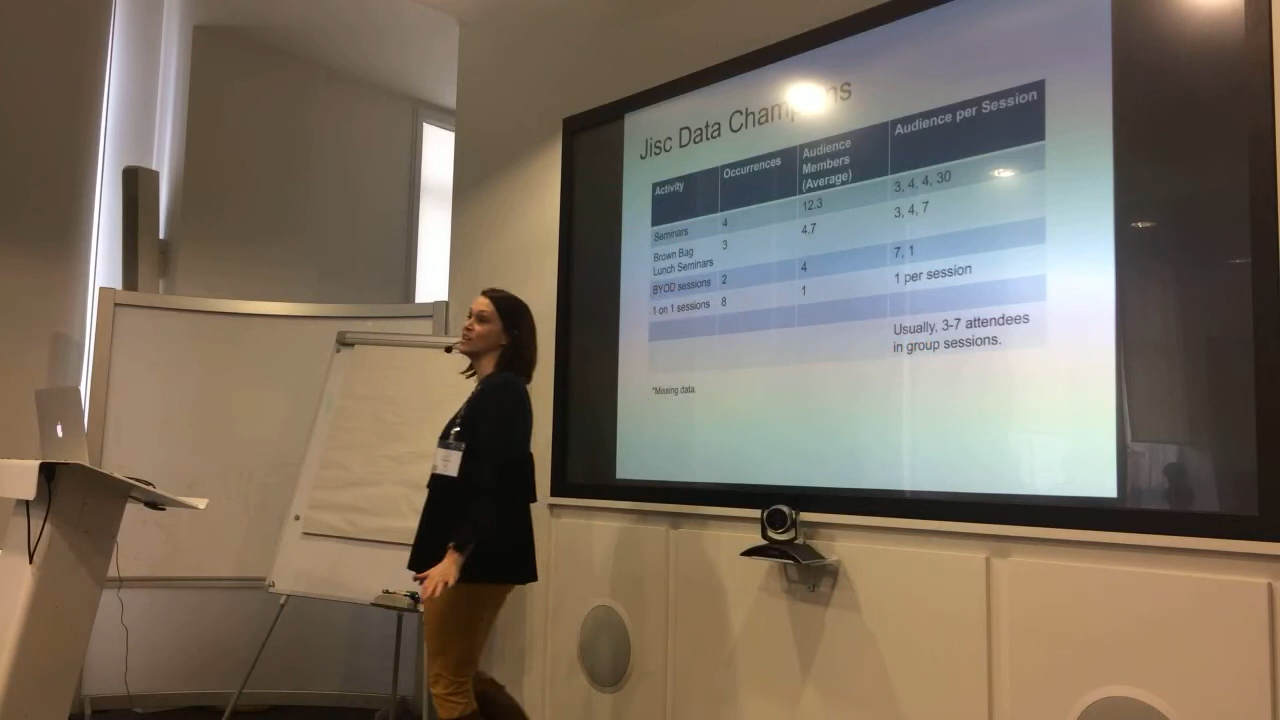 Jisc Data Champions
Activity Occurrences Audience Members (Average) Audience per Session
Seminars 4 12.3 3, 4, 4, 30
Brown Bag Lunch Seminars 3 4.7 3, 4, 7
BYOD sessions 2 4 7, 1
1 on 1 sessions 8 1 1 per session
Usually, 3-7 attendees
in group sessions.
*Missing data.